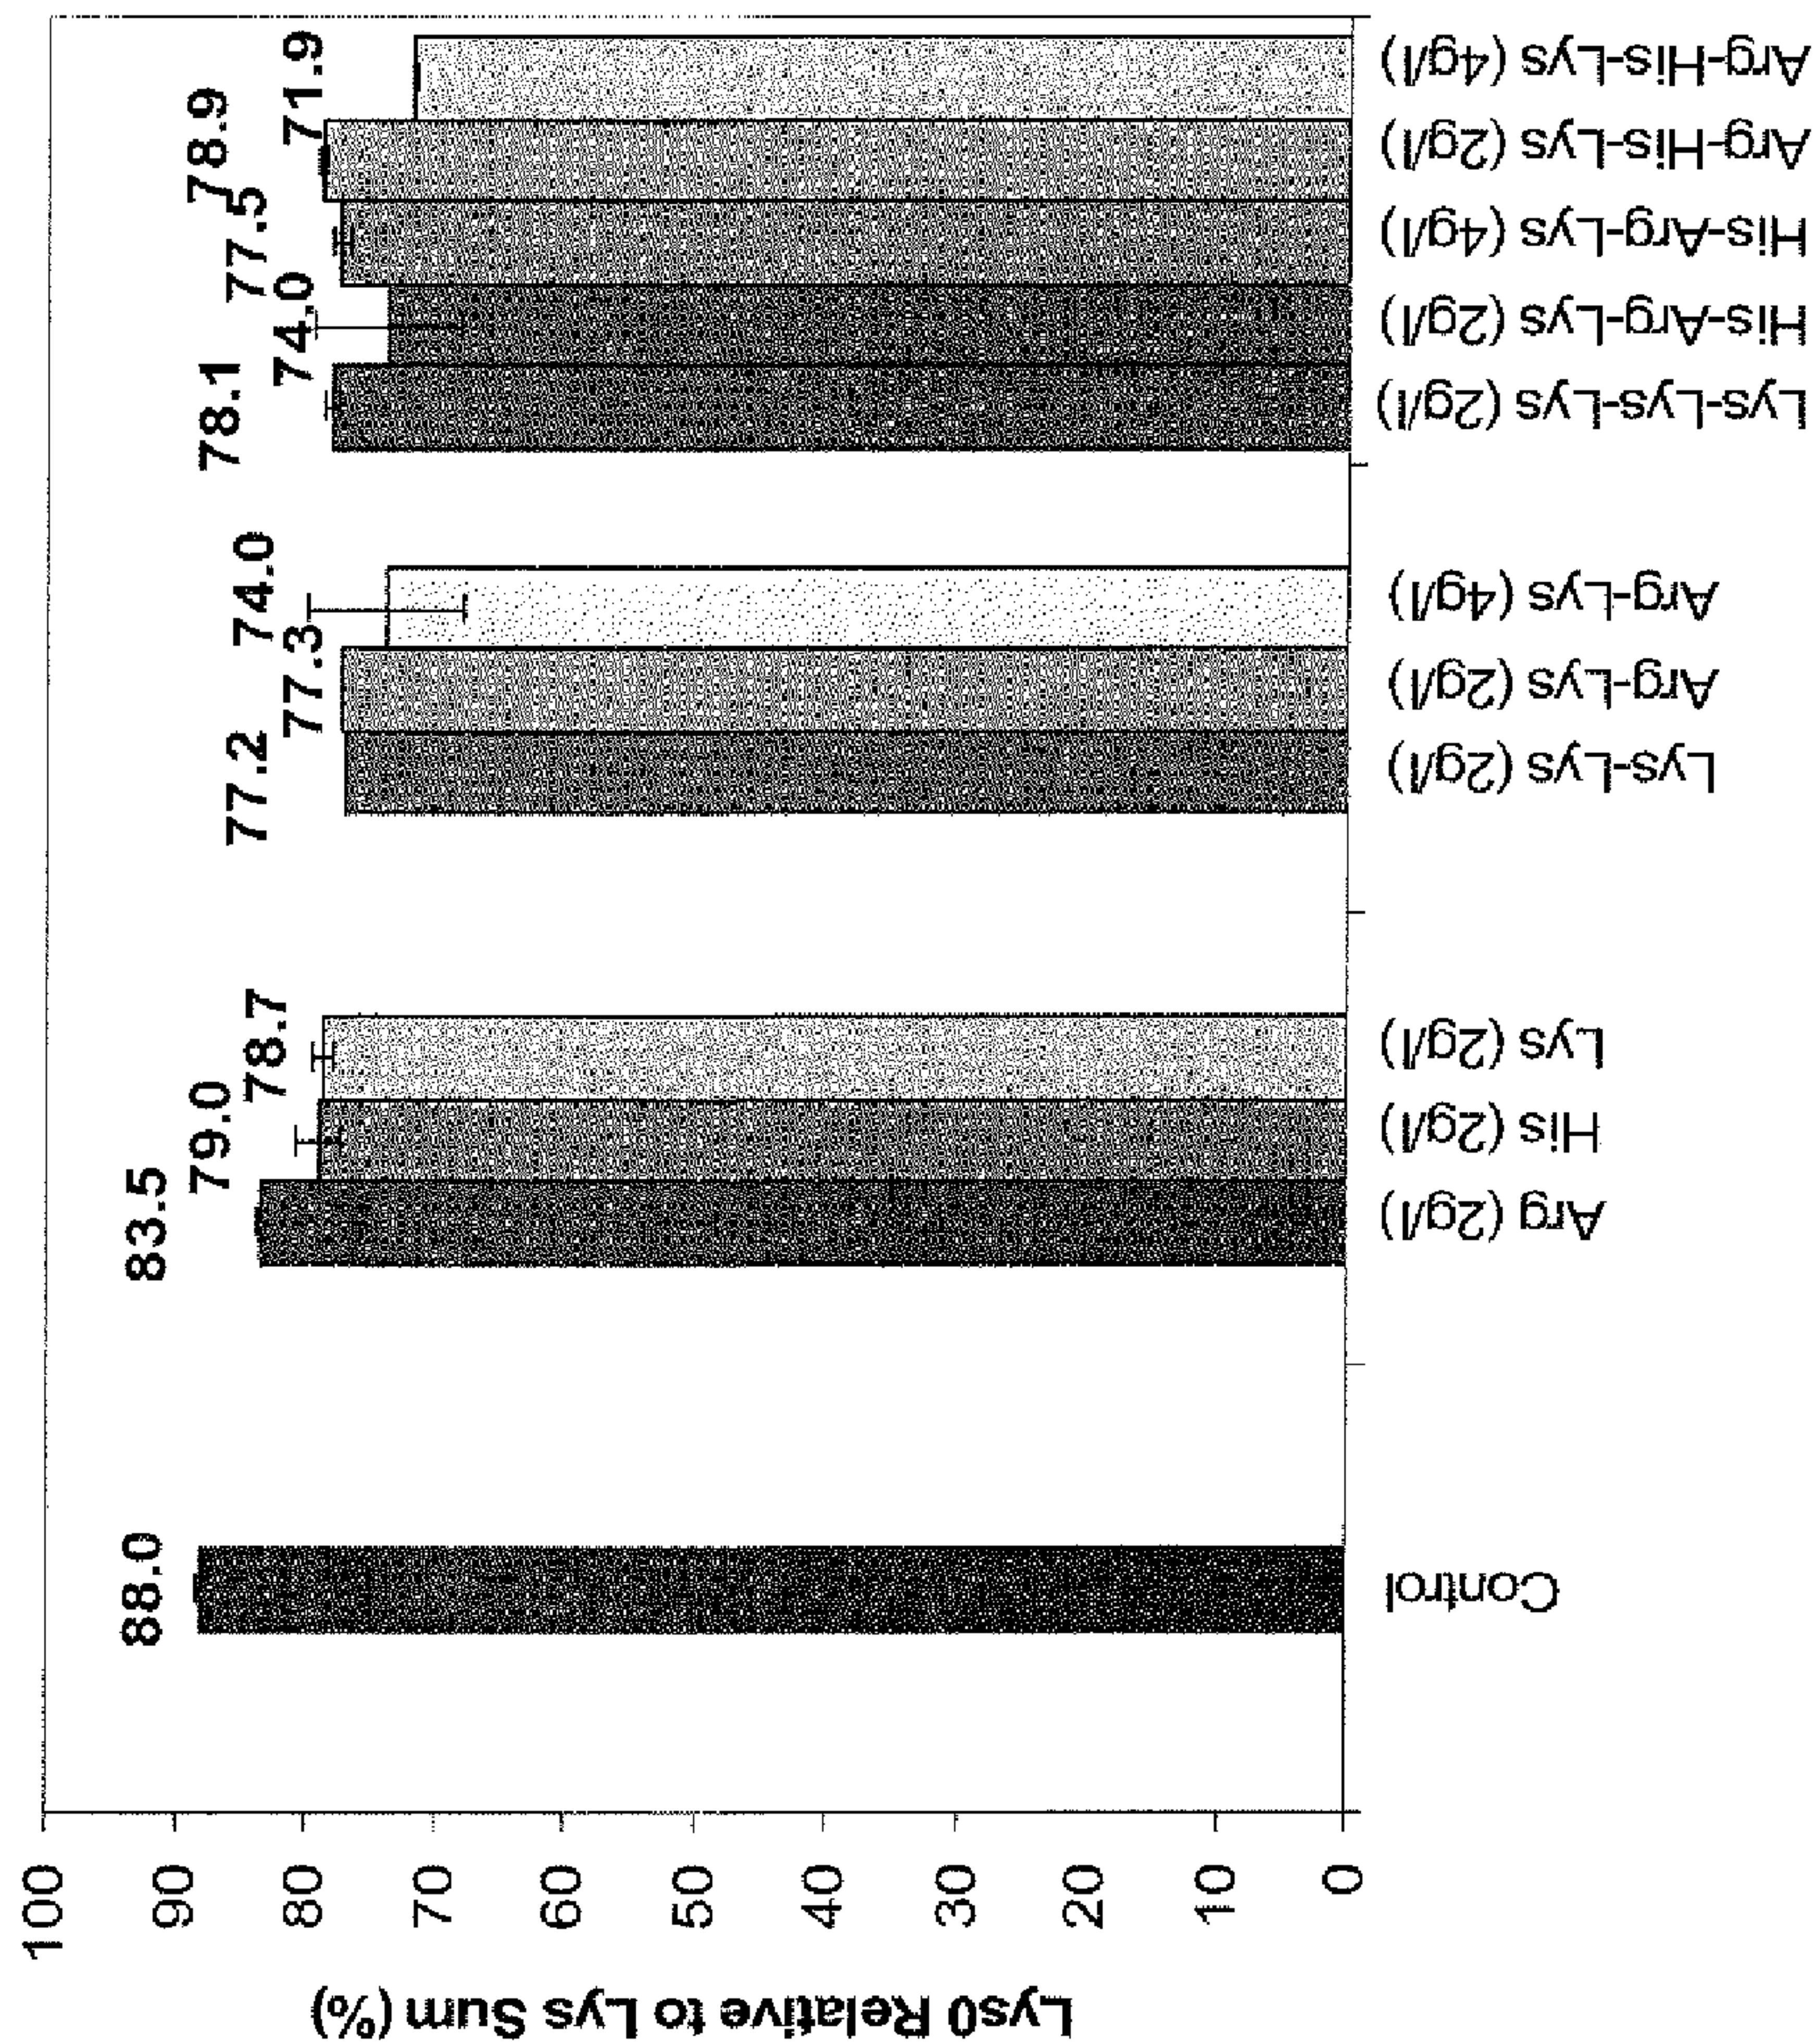 Lys0 Relative to Lys Sum (%)
100
90
80
70
60
50
40
30
20
10
0
88.0
83.5
79.0
78.7
77.2
77.3
74.0
78.1
74.0
77.5
78.9
71.9
Control
Arg (2g/l)
His (2g/l)
Lys (2g/l)
Lys-Lys (2g/l)
Arg-Lys (2g/l)
Arg-Lys (4g/l)
Lys-Lys-Lys (2g/l)
His-Arg-Lys (2g/l)
His-Arg-Lys (4g/l)
Arg-His-Lys (2g/l)
Arg-His-Lys (4g/l)